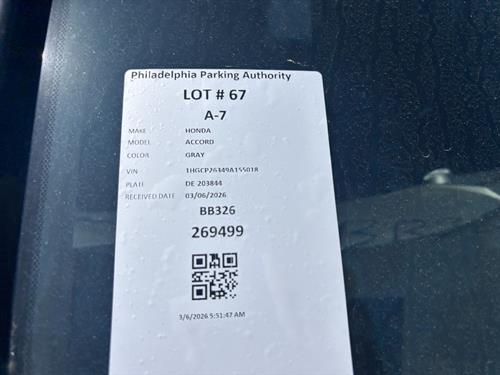 Philadelphia Parking Authority
LOT # 67
A-7
MAKE HONDA
MODEL ACCORD
COLOR GRAY
VIN 1HGCP26349A155018
PLATE DE 203844
RECEIVED DATE 03/06/2026
BB326
269499
3/6/2026 5:51:47 AM